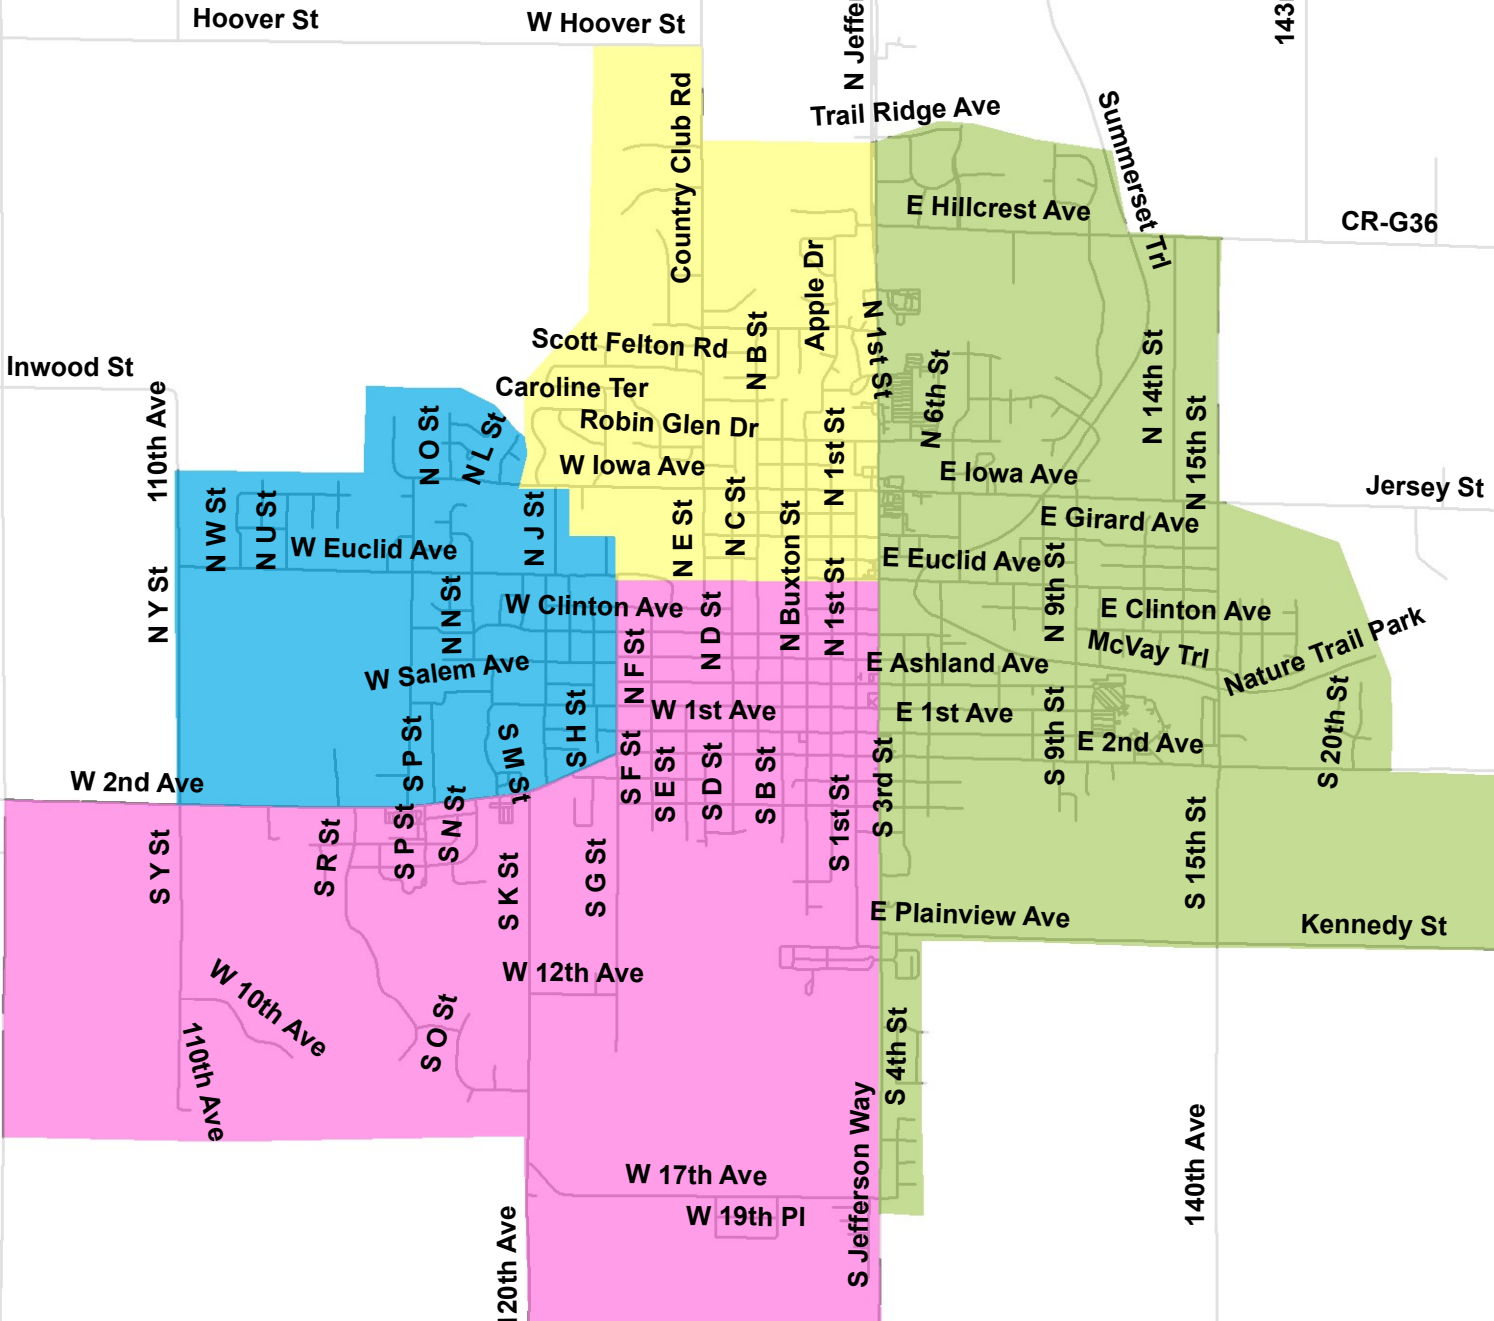 Hoover St
W Hoover St
N Jeffer
143
Country Club Rd
Trail Ridge Ave
Summerset Trl
E Hillcrest Ave
CR-G36
Apple Dr
N B St
Scott Felton Rd
N 1st St
Inwood St
Caroline Ter
N 6th St
N 14th St
110th Ave
N O St
N L St
Robin Glen Dr
N 1st St
N 15th St
W Iowa Ave
E Iowa Ave
Jersey St
N W St
N U St
N J St
N E St
N C St
E Girard Ave
W Euclid Ave
N Buxton St
E Euclid Ave
N 9th St
N Y St
N N St
W Clinton Ave
N D St
N 1st St
E Clinton Ave
N F St
W Salem Ave
E Ashland Ave
McVay Trl
Nature Trail Park
S H St
W 1st Ave
E 1st Ave
S 9th St
S 20th St
S P St
S M St
S F St
S E St
S D St
S B St
S 3rd St
E 2nd Ave
W 2nd Ave
S Y St
S R St
S P St
S N St
S 1st St
S 15th St
S K St
S G St
E Plainview Ave
Kennedy St
W 10th Ave
W 12th Ave
110th Ave
S O St
S 4th St
S Jefferson Way
140th Ave
W 17th Ave
W 19th Pl
120th Ave